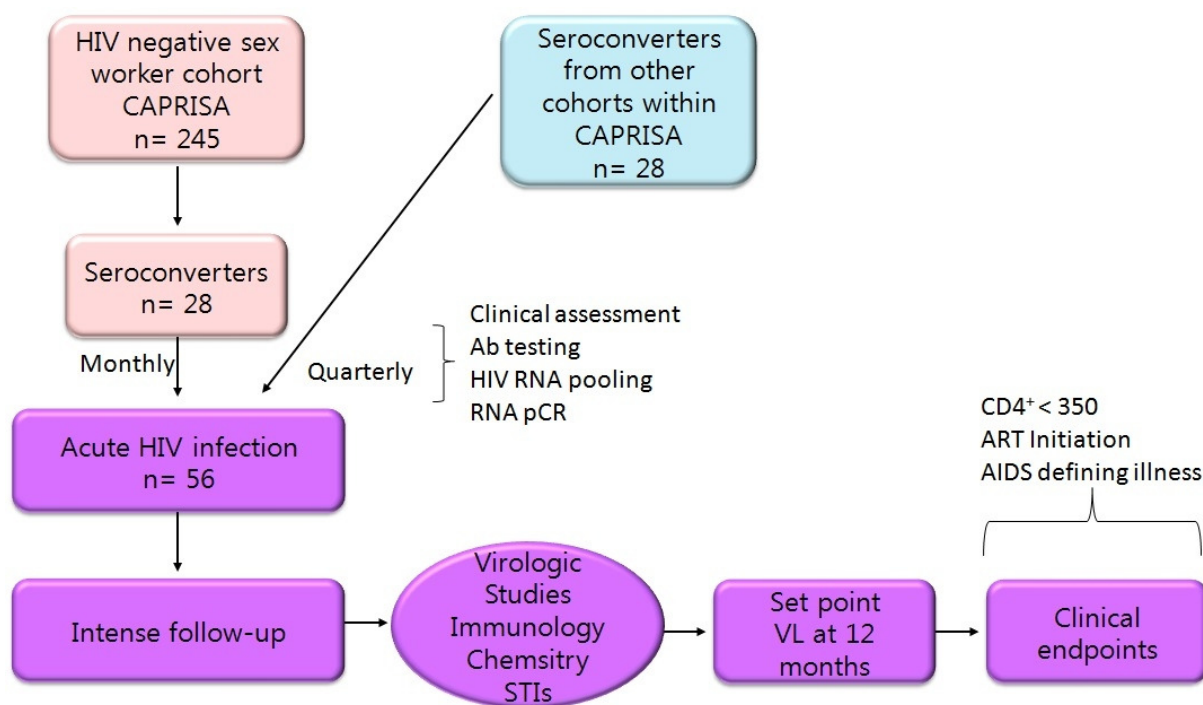 HIV negative sex
worker cohort
CAPRISA
n= 245
Seroconverters
from other
cohorts within
CAPRISA
n= 28
Seroconverters
n= 28
Monthly
Quarterly
Clinical assessment
Ab testing
HIV RNA pooling
RNA pCR
Acute HIV infection
n= 56
CD4⁺ < 350
ART Initiation
AIDS defining illness
Intense follow-up
Virologic
Studies
Immunology
Chemsitry
STIs
Set point
VL at 12
months
Clinical
endpoints